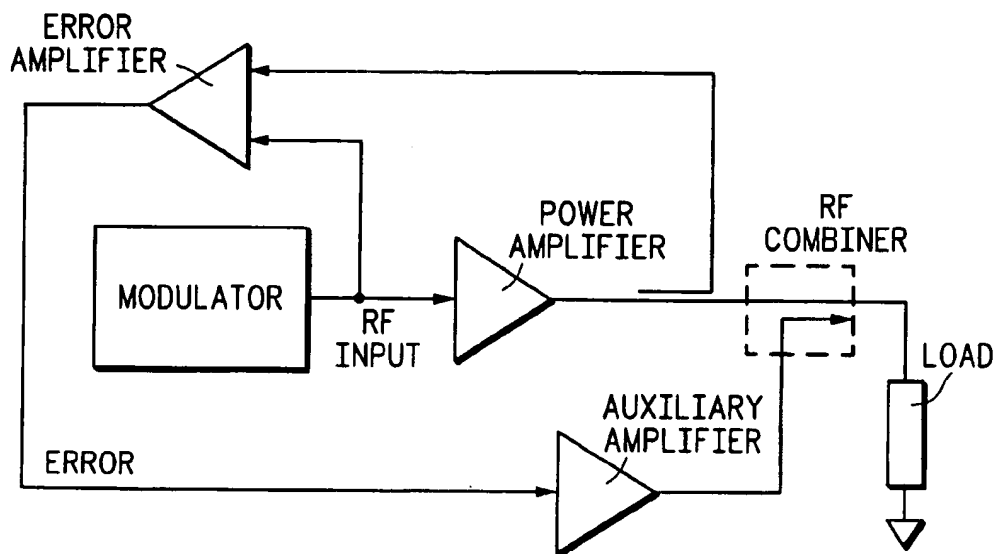 ERROR
AMPLIFIER
POWER
AMPLIFIER
RF
COMBINER
MODULATOR
RF
INPUT
LOAD
AUXILIARY
AMPLIFIER
ERROR